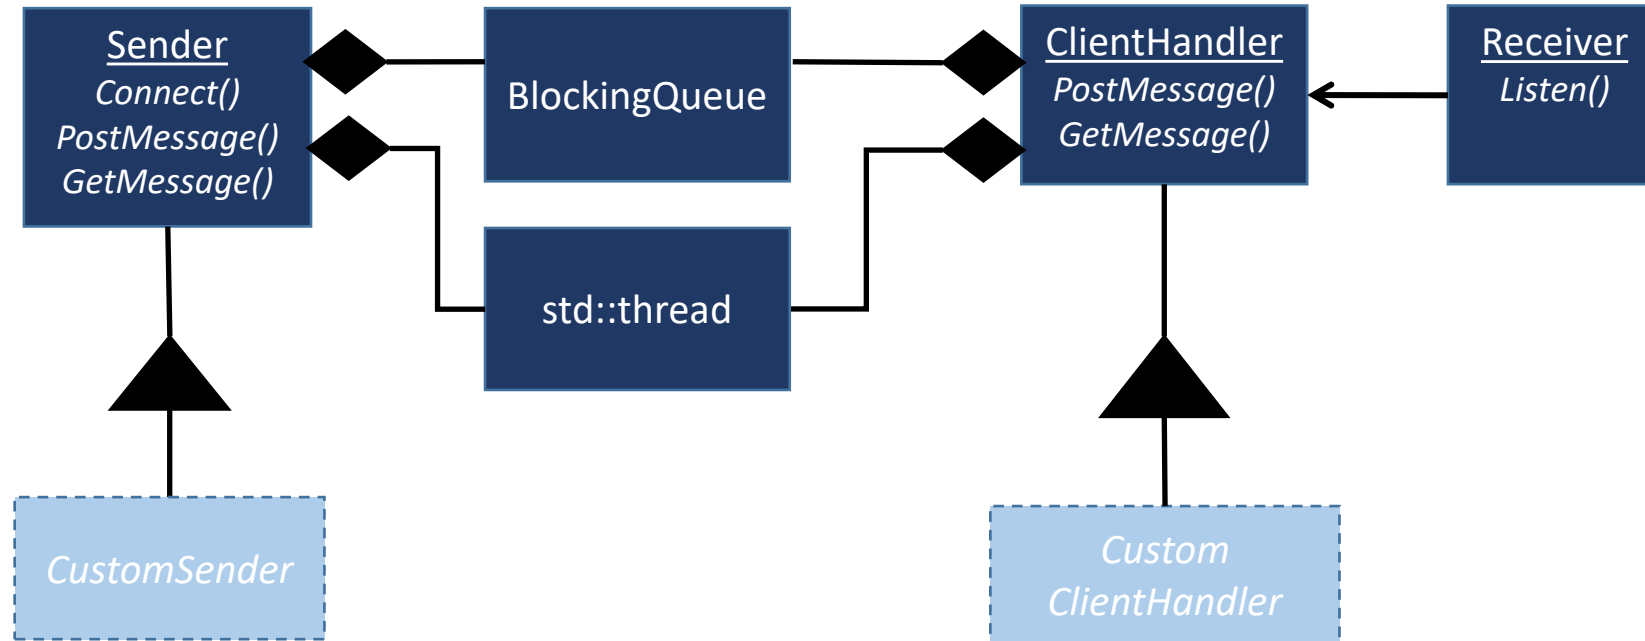 Sender
Connect()
PostMessage()
GetMessage()
BlockingQueue
std::thread
ClientHandler
PostMessage()
GetMessage()
Receiver
Listen()
CustomSender
Custom
ClientHandler